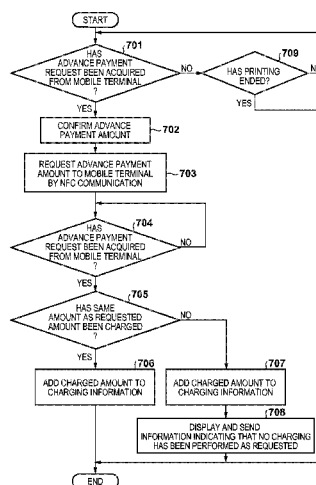 START
701
HAS
ADVANCE PAYMENT
REQUEST BEEN ACQUIRED
FROM MOBILE TERMINAL
?
NO
709
HAS PRINTING
ENDED?
NO
YES
YES
CONFIRM ADVANCE
PAYMENT AMOUNT
702
REQUEST ADVANCE PAYMENT
AMOUNT TO MOBILE TERMINAL
BY NFC COMMUNICATION
703
704
HAS
ADVANCE PAYMENT
REQUEST BEEN ACQUIRED
FROM MOBILE TERMINAL
?
NO
YES
705
HAS SAME
AMOUNT AS REQUESTED
AMOUNT BEEN CHARGED
?
NO
YES
706
ADD CHARGED AMOUNT TO
CHARGING INFORMATION
707
ADD CHARGED AMOUNT TO
CHARGING INFORMATION
708
DISPLAY AND SEND
INFORMATION INDICATING THAT NO CHARGING
HAS BEEN PERFORMED AS REQUESTED
END